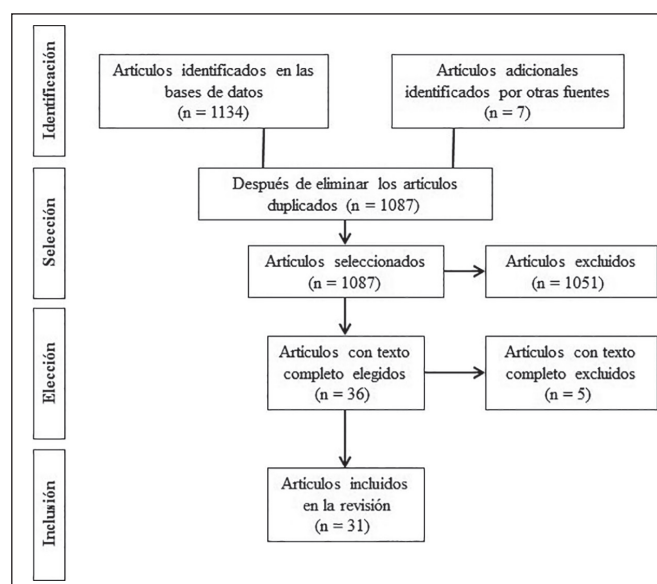 Identificación
Artículos identificados en las
bases de datos
(n = 1134)
Artículos adicionales
identificados por otras fuentes
(n = 7)
Selección
Después de eliminar los artículos
duplicados (n = 1087)
Artículos seleccionados
(n = 1087)
Artículos excluidos
(n = 1051)
Elección
Artículos con texto
completo elegidos
(n = 36)
Artículos con texto
completo excluidos
(n = 5)
Inclusión
Artículos incluidos
en la revisión
(n = 31)